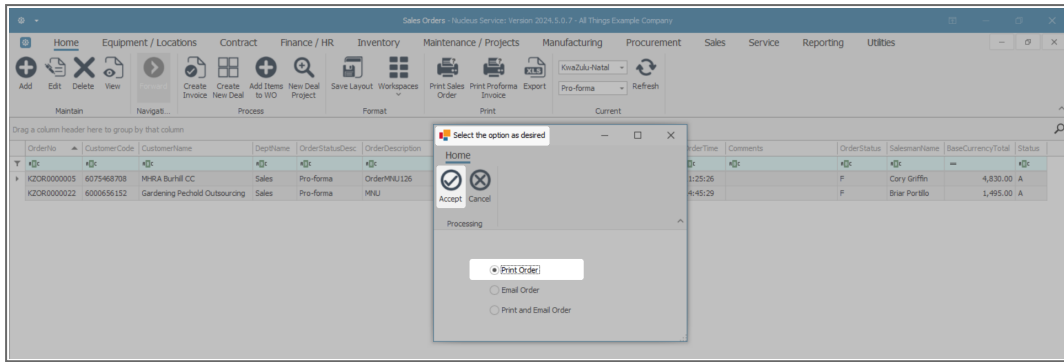 Sales Orders - Nucleus Service: Version 2024.5.0.7 - All Things Example Company
Home Equipment / Locations Contract Finance / HR Inventory Maintenance / Projects Manufacturing Procurement Sales Service Reporting Utilities
Add Edit Delete View Forward Create Invoice Create New Deal Add Items to WO New Deal Project Save Layout Workspaces Print Sales Order Print Proforma Invoice Export KwaZulu-Natal Pro-forma Refresh
Maintain Navigati... Process Format Print Current
Drag a column header here to group by that column
OrderNo CustomerCode CustomerName DeptName OrderStatusDesc OrderDescription rderTime Comments OrderStatus SalesmanName BaseCurrencyTotal Status
KZOR0000005 6075468708 MHRA Burhill CC Sales Pro-forma OrderMNU126 1:25:26 F Cory Griffin 4,830.00 A
KZOR0000022 6000656152 Gardening Pechold Outsourcing Sales Pro-forma MNU 4:45:29 F Briar Portillo 1,495.00 A
Select the option as desired
Home
Accept Cancel
Processing
Print Order
Email Order
Print and Email Order